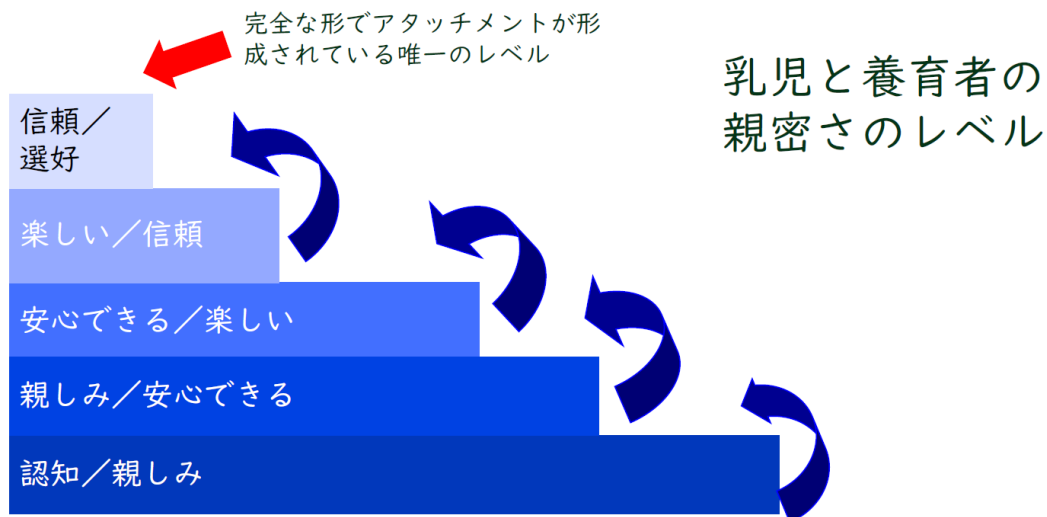 完全な形でアタッチメントが形
成されている唯一のレベル
乳児と養育者の
親密さのレベル
信頼／
選好
楽しい／信頼
安心できる／楽しい
親しみ／安心できる
認知／親しみ